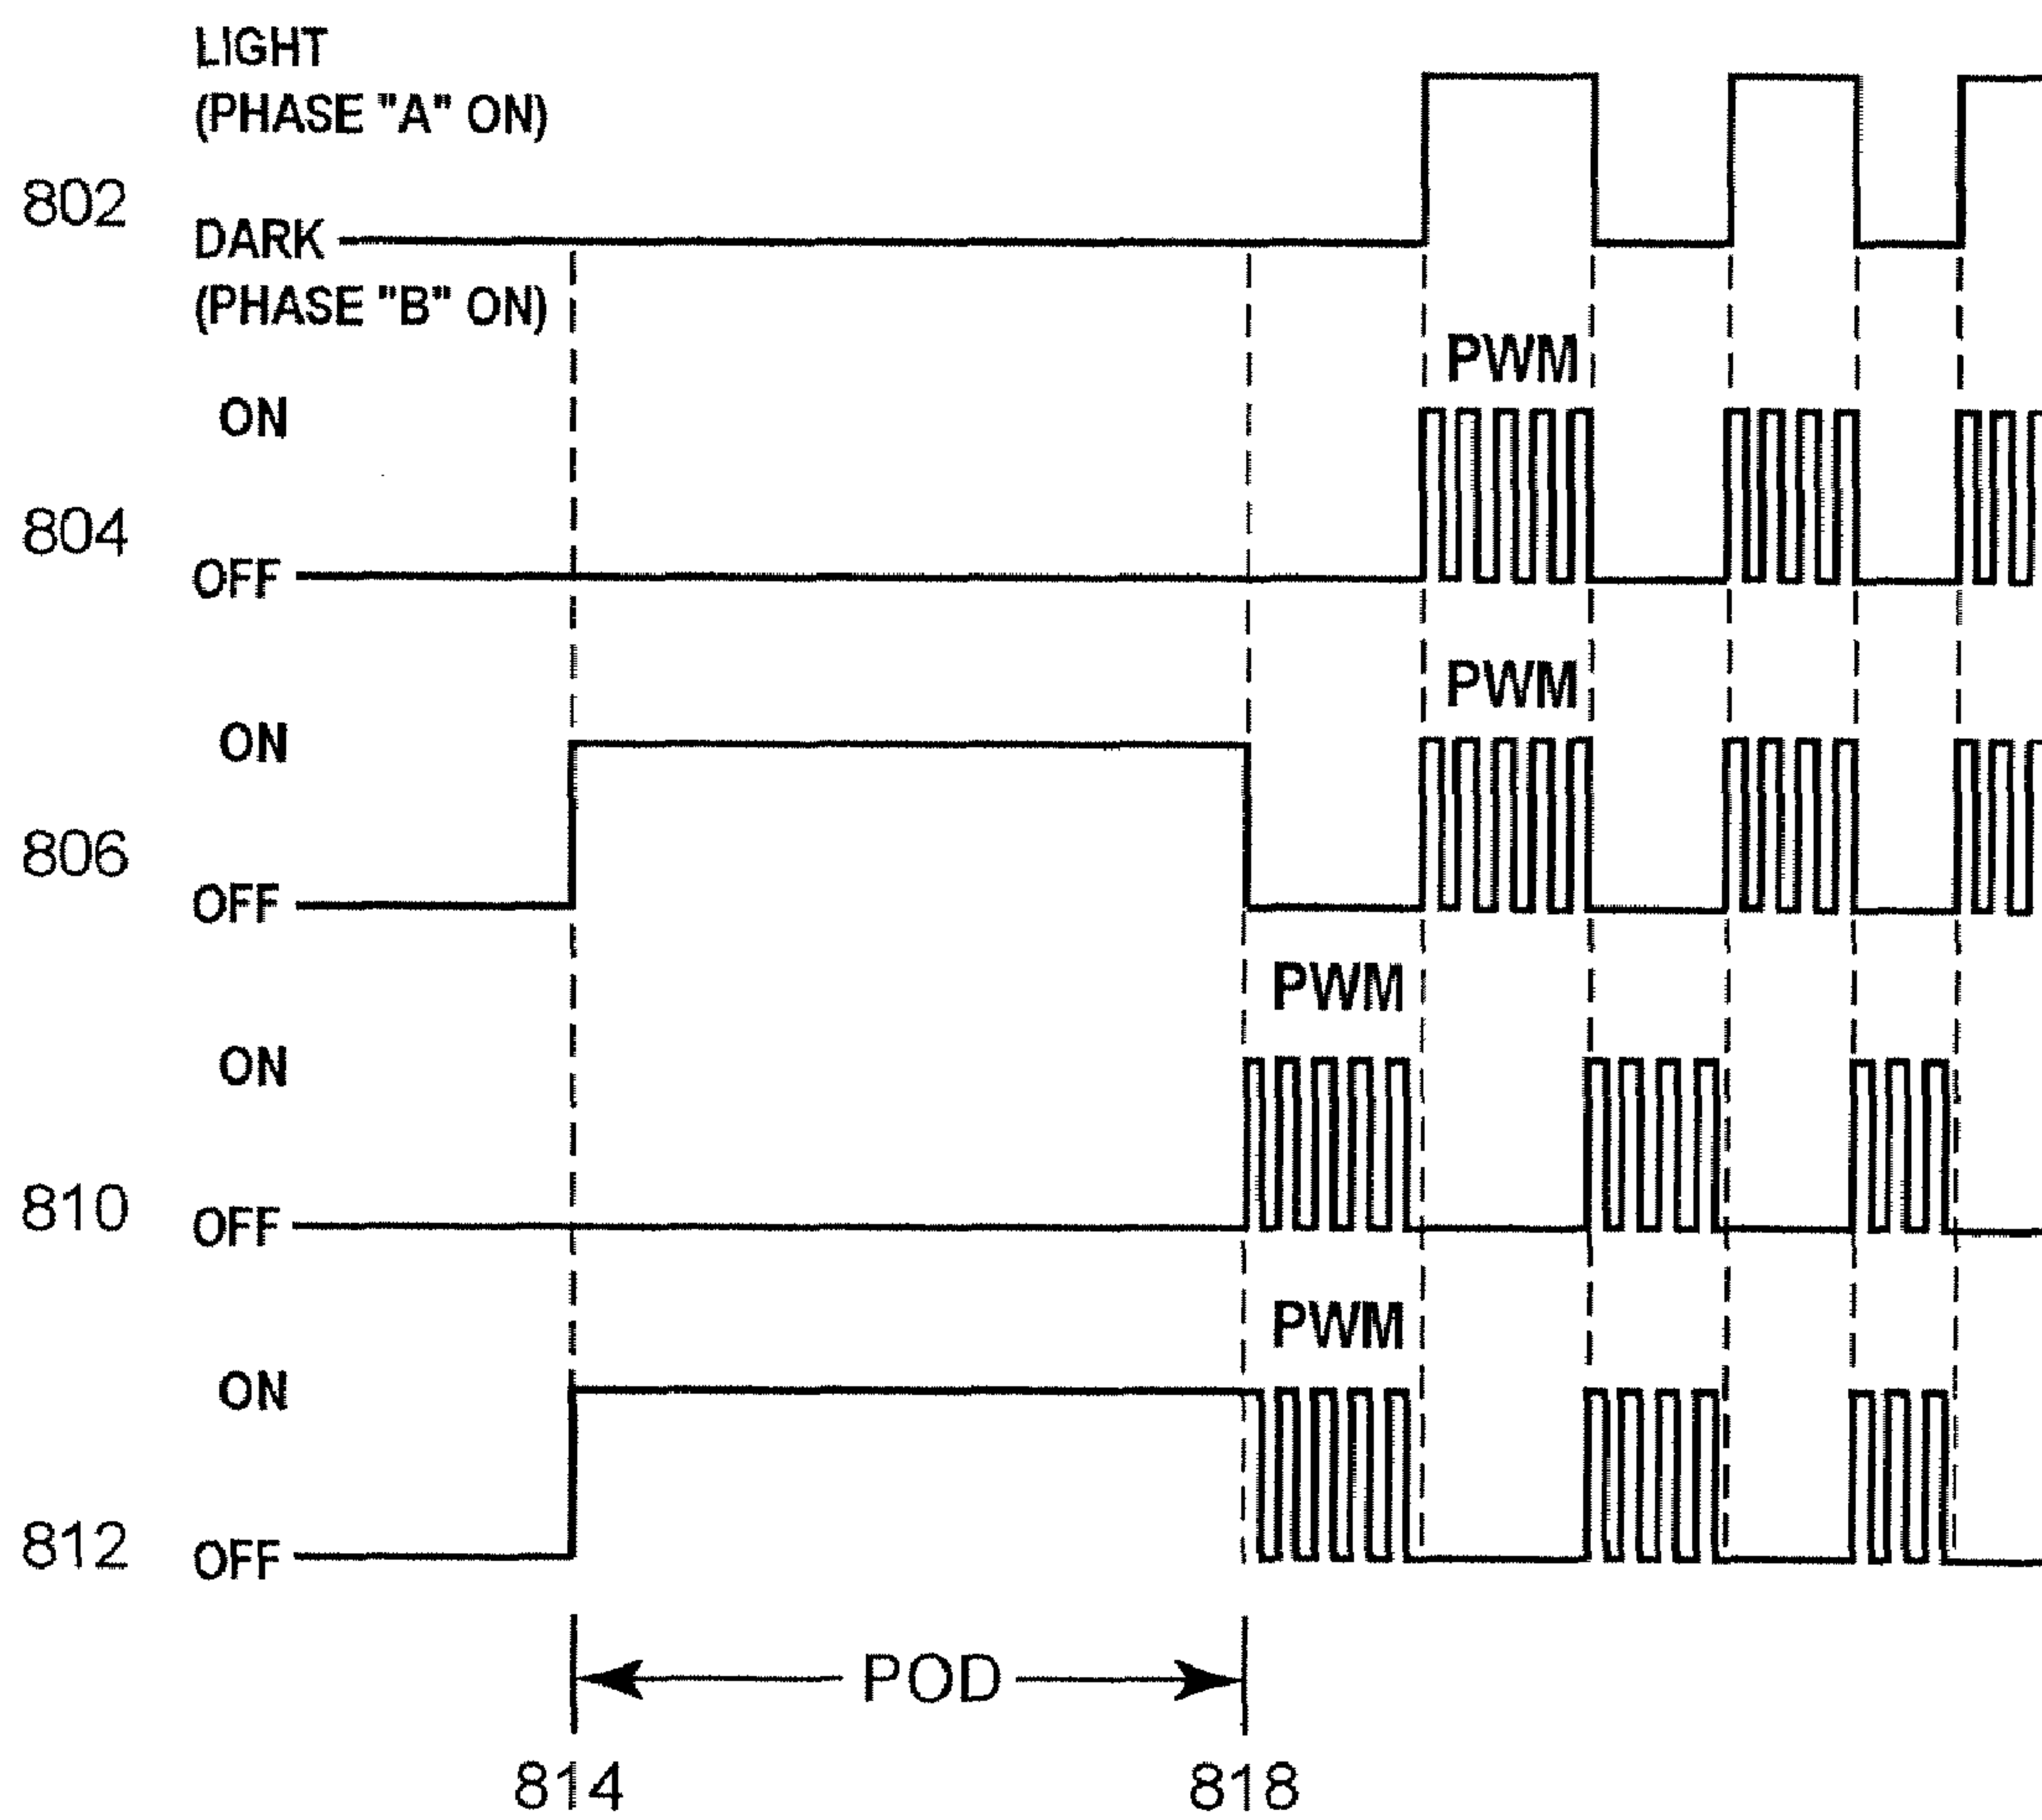 LIGHT
(PHASE "A" ON)
802
DARK
(PHASE "B" ON)
PWM
ON
804
OFF
PWM
ON
806
OFF
PWM
ON
810
OFF
PWM
ON
812
OFF
POD
814
818